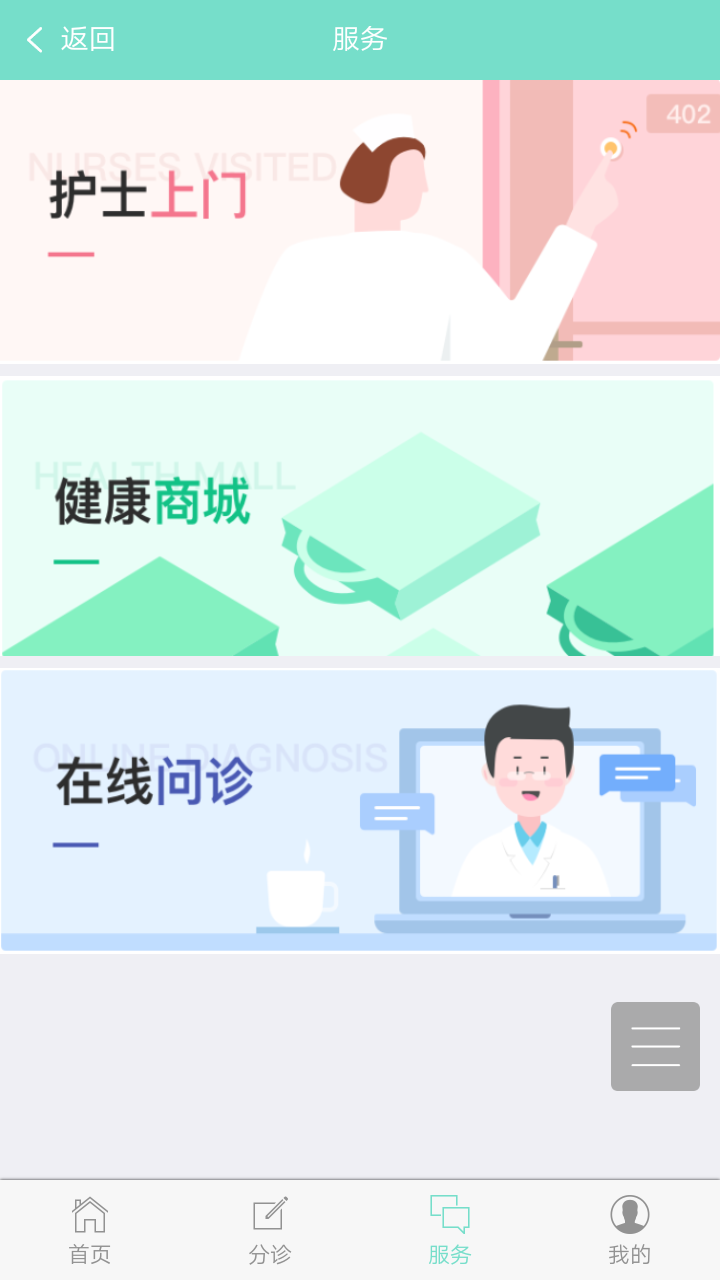 返回
服务
402
NURSES VISITED
护士上门
HEALTH MALL
健康商城
ONLINE DIAGNOSIS
在线问诊
首页
分诊
服务
我的